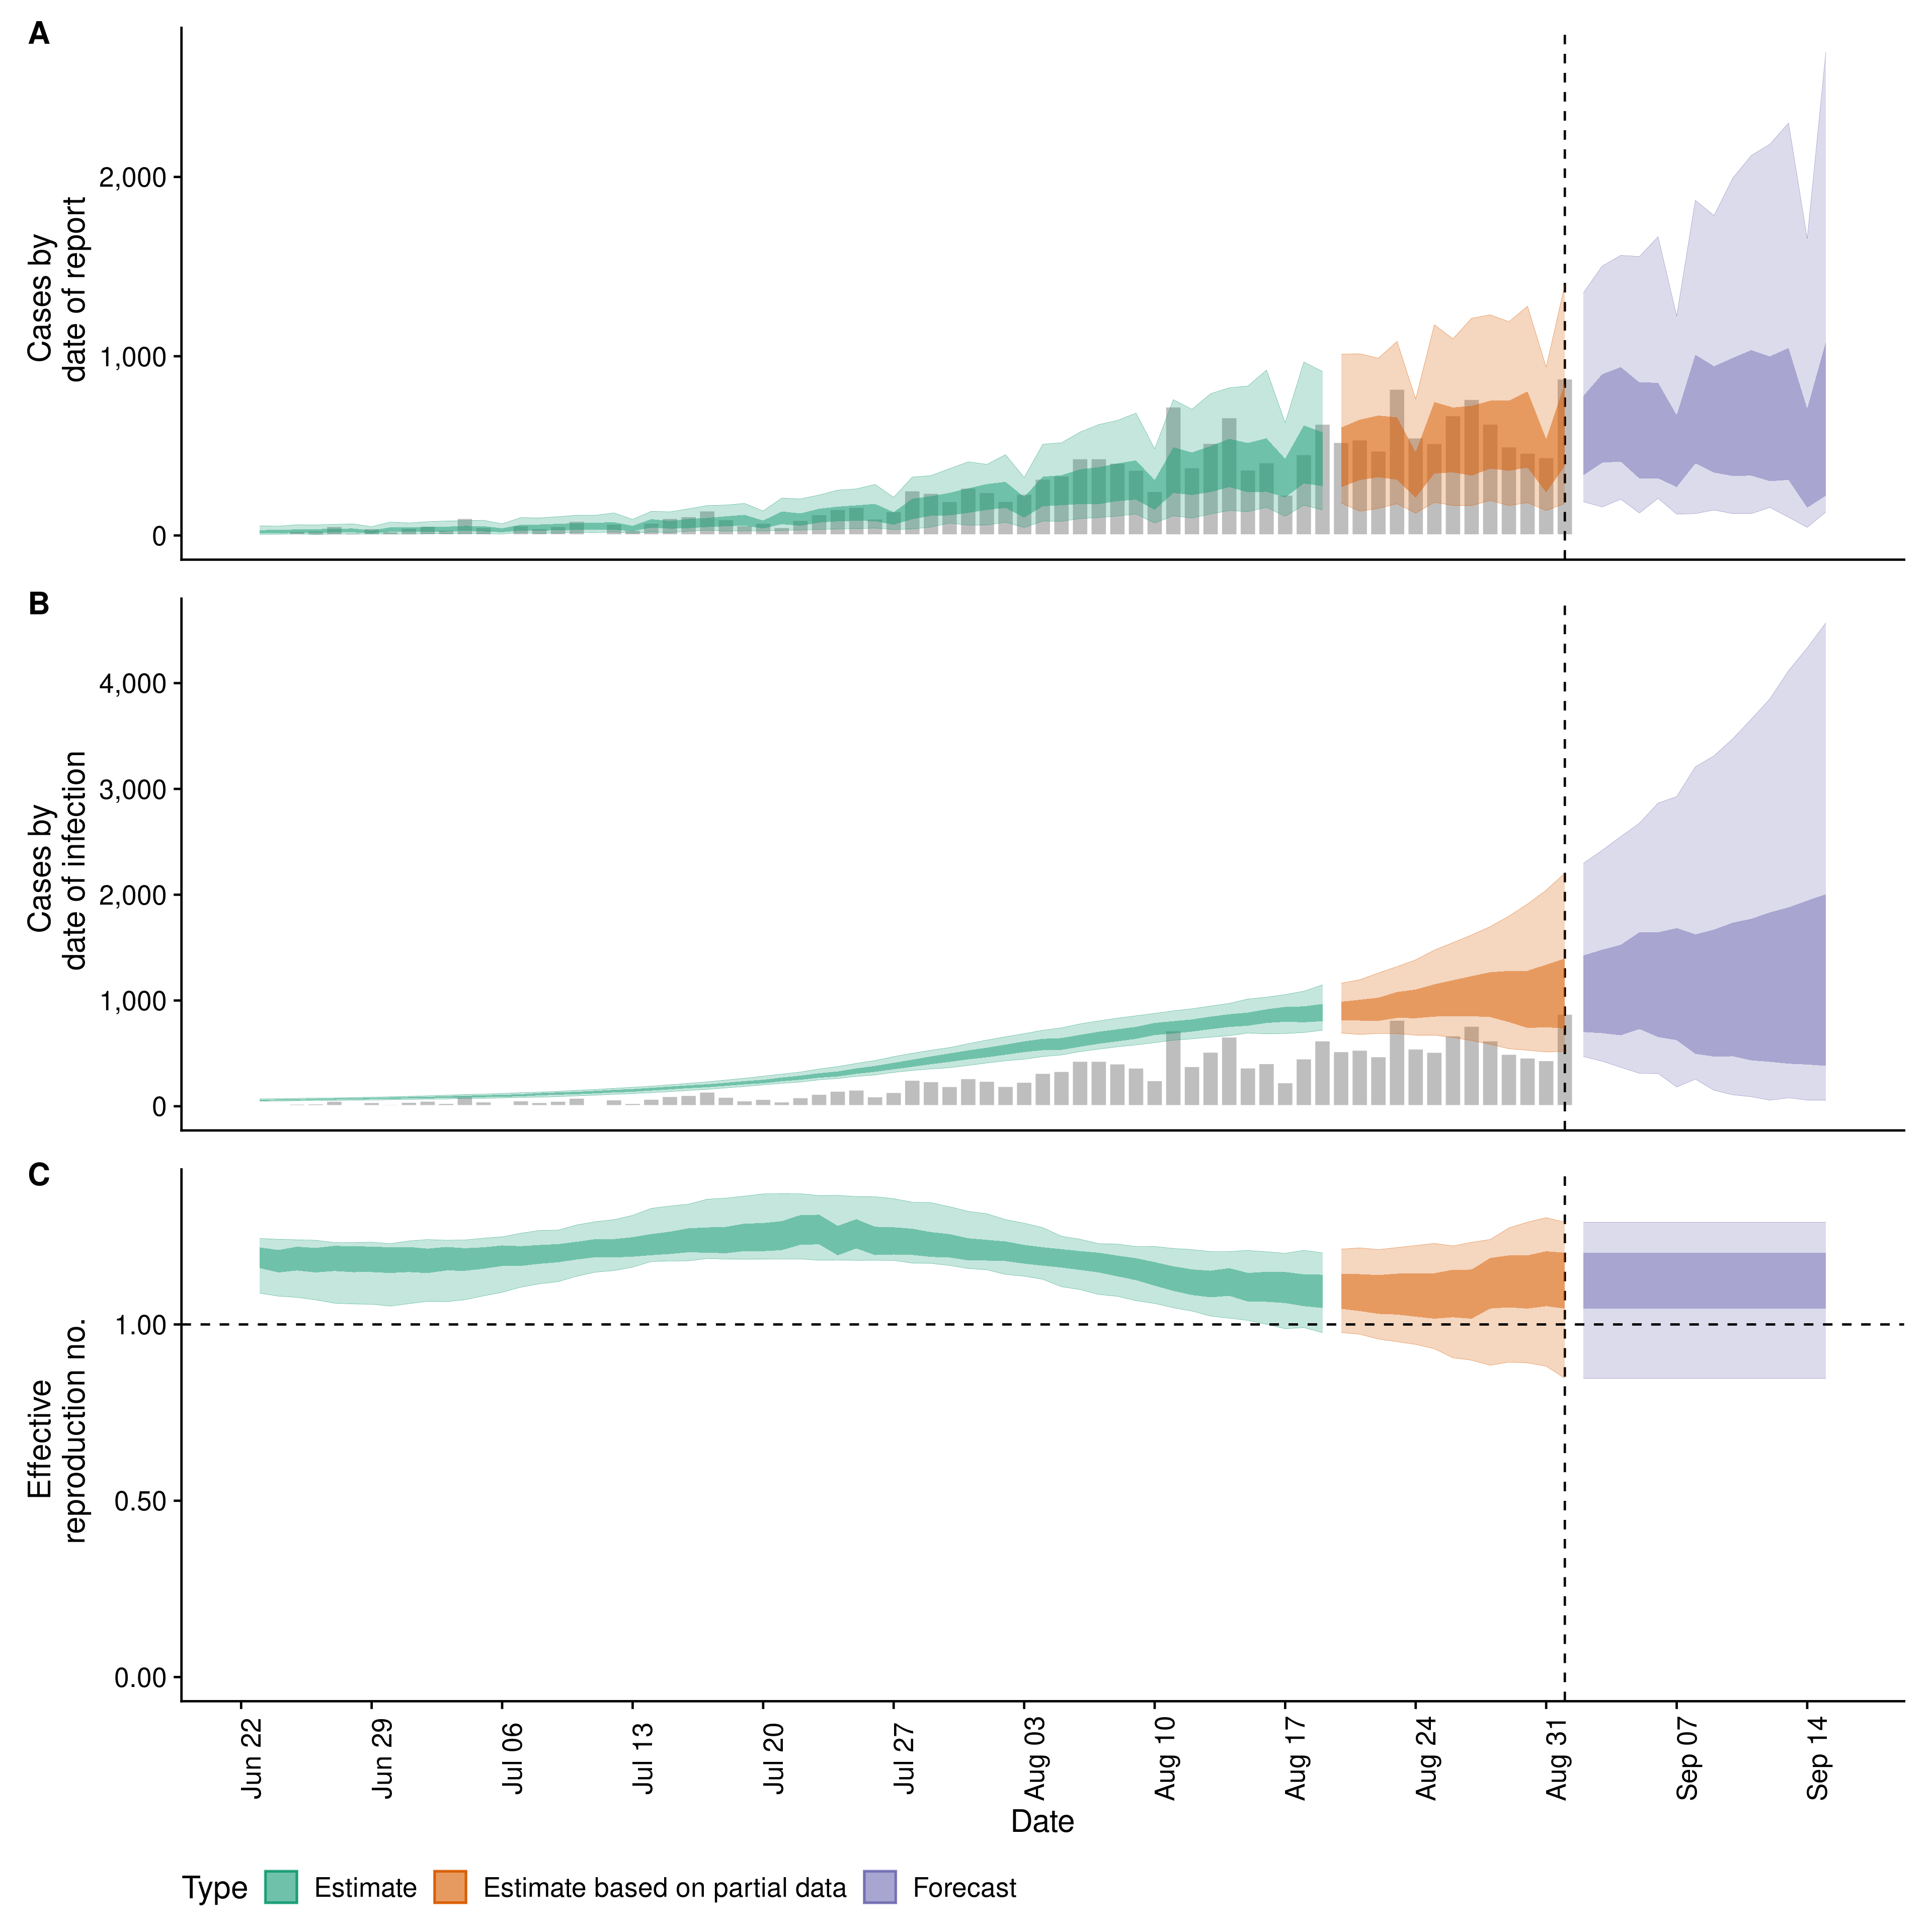 A
Cases by
date of report
2,000
1,000
0
B
Cases by
date of infection
4,000
3,000
2,000
1,000
0
C
Effective
reproduction no.
1.00
0.50
0.00
Jun 22
Jun 29
Jul 06
Jul 13
Jul 20
Jul 27
Aug 03
Aug 10
Aug 17
Aug 24
Aug 31
Sep 07
Sep 14
Date
Type Estimate Estimate based on partial data Forecast